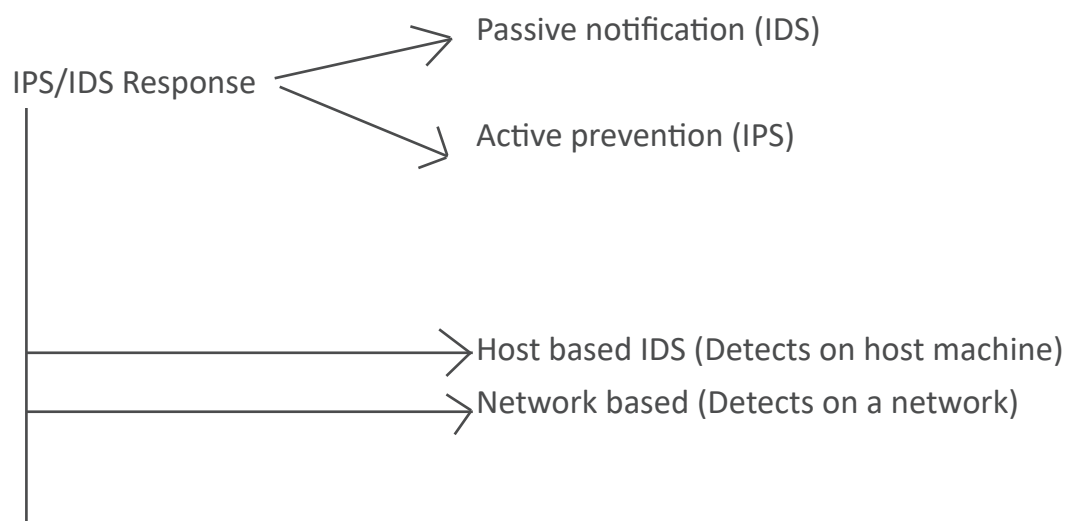 Passive notification (IDS)
IPS/IDS Response
Active prevention (IPS)
Host based IDS (Detects on host machine)
Network based (Detects on a network)